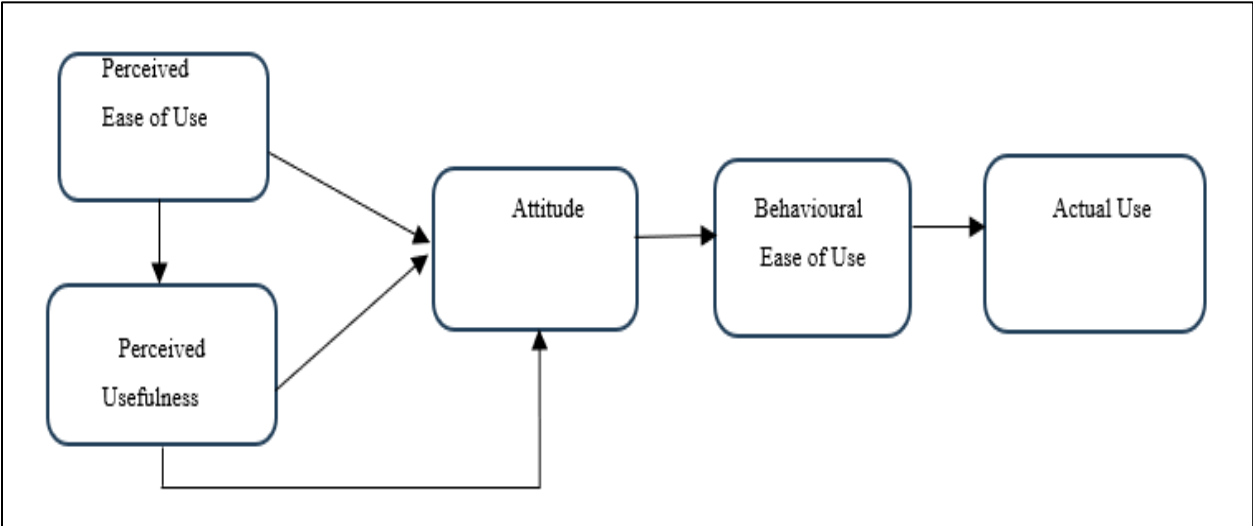 Perceived
Ease of Use
Attitude
Behavioural
Ease of Use
Actual Use
Perceived
Usefulness